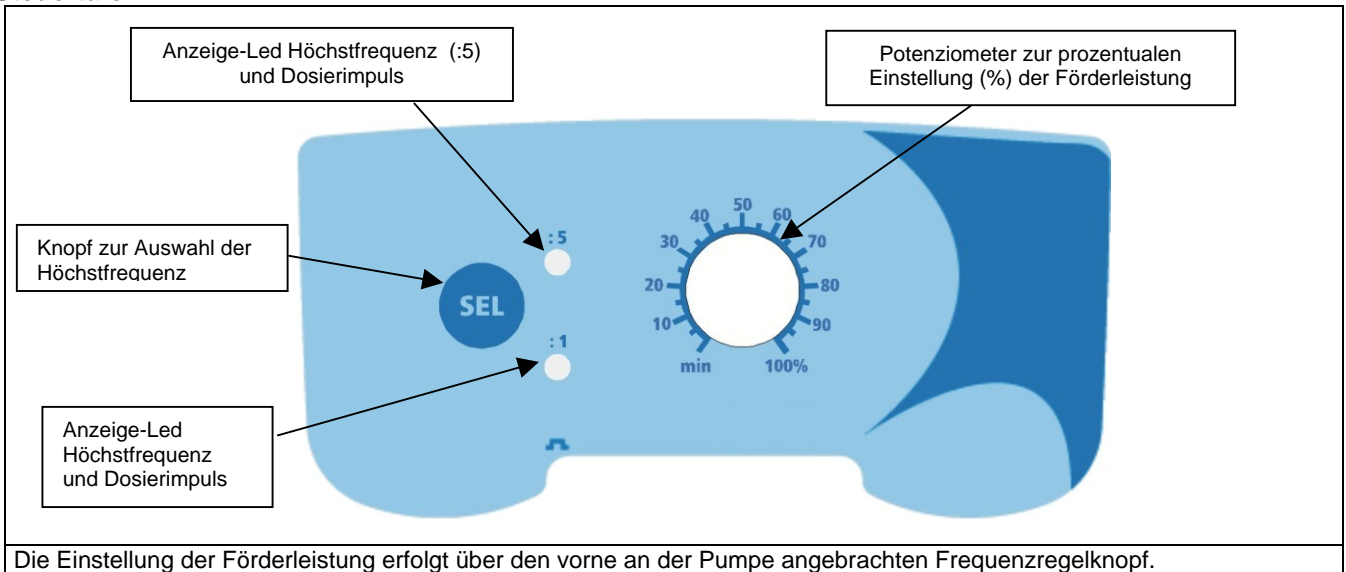 Anzeige-Led Höchstfrequenz (:5)
und Dosierimpuls
Potenziometer zur prozentualen
Einstellung (%) der Förderleistung
Knopf zur Auswahl der
Höchstfrequenz
SEL
: 5
: 1
min
10
20
30
40
50
60
70
80
90
100%
Anzeige-Led
Höchstfrequenz
und Dosierimpuls
Die Einstellung der Förderleistung erfolgt über den vorne an der Pumpe angebrachten Frequenzregelknopf.